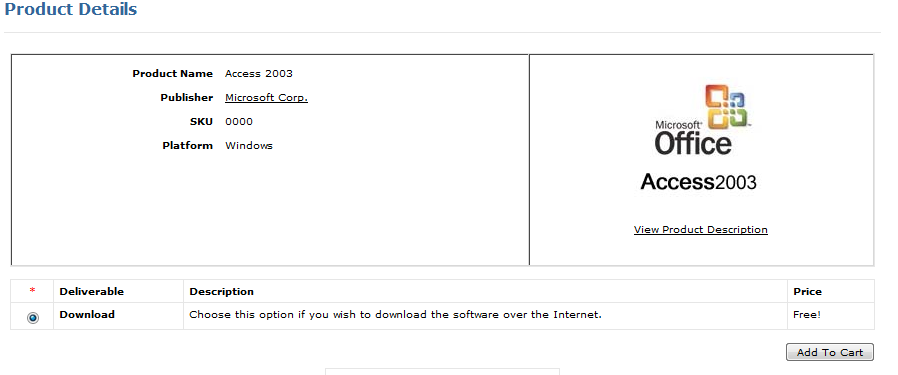 Product Details
Product Name Access 2003
Publisher Microsoft Corp.
SKU 0000
Platform Windows
Microsoft®
Office
Access2003
View Product Description
* Deliverable Description Price
Download Choose this option if you wish to download the software over the Internet. Free!
Add To Cart